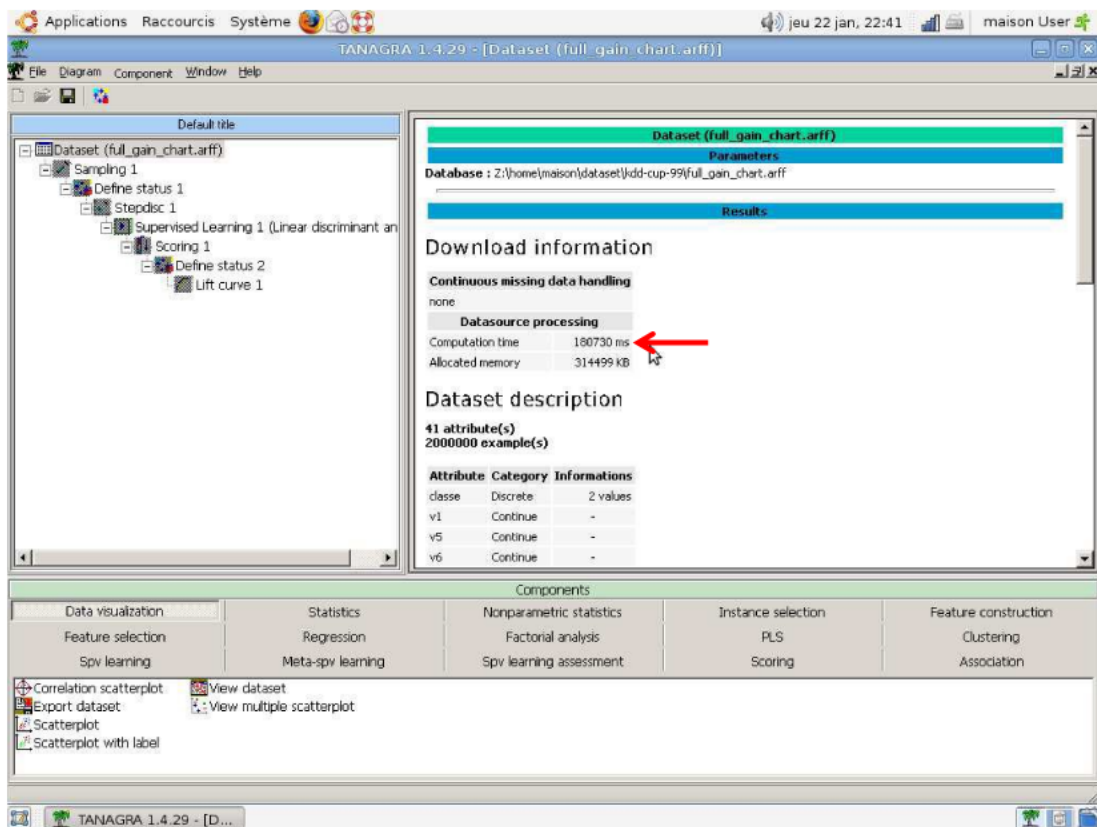 Applications Raccourcis Système jeu 22 jan, 22:41 maison User
TANAGRA 1.4.29 - [Dataset (full_gain_chart.arff)]
File Diagram Component Window Help
Default title
Dataset (full_gain_chart.arff)
Sampling 1
Define status 1
Stepdisc 1
Supervised Learning 1 (Linear discriminant an
Scoring 1
Define status 2
Lift curve 1
Dataset (full_gain_chart.arff)
Parameters
Database : Z:\home\maison\dataset\kdd-cup-99\full_gain_chart.arff
Results
Download information
Continuous missing data handling
none
Datasource processing
Computation time 180730 ms
Allocated memory 314499 KB
Dataset description
41 attribute(s)
2000000 example(s)
Attribute Category Informations
classe Discrete 2 values
v1 Continue -
v5 Continue -
v6 Continue -
Components
Data visualization Statistics Nonparametric statistics Instance selection Feature construction
Feature selection Regression Factorial analysis PLS Clustering
Spv learning Meta-spv learning Spv learning assessment Scoring Association
Correlation scatterplot View dataset
Export dataset View multiple scatterplot
Scatterplot
Scatterplot with label
TANAGRA 1.4.29 - [D...